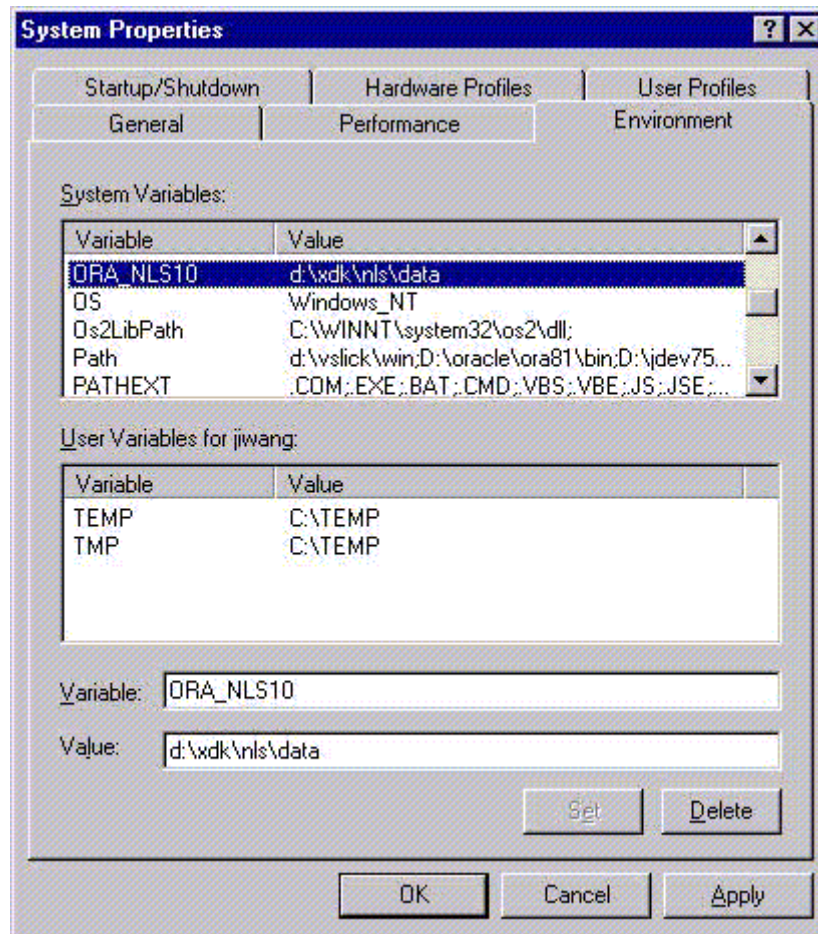 System Properties
Startup/Shutdown Hardware Profiles User Profiles
General Performance Environment
System Variables:
Variable Value
ORA_NLS10 d:\xdk\nls\data
OS Windows_NT
Os2LibPath C:\WINNT\system32\os2\dll;
Path d:\vslick\win;D:\oracle\ora81\bin;D:\jdev75...
PATHEXT .COM;.EXE;.BAT;.CMD;.VBS;.VBE;.JS;.JSE;...
User Variables for jiwang:
Variable Value
TEMP C:\TEMP
TMP C:\TEMP
Variable: ORA_NLS10
Value: d:\xdk\nls\data
Set Delete
OK Cancel Apply